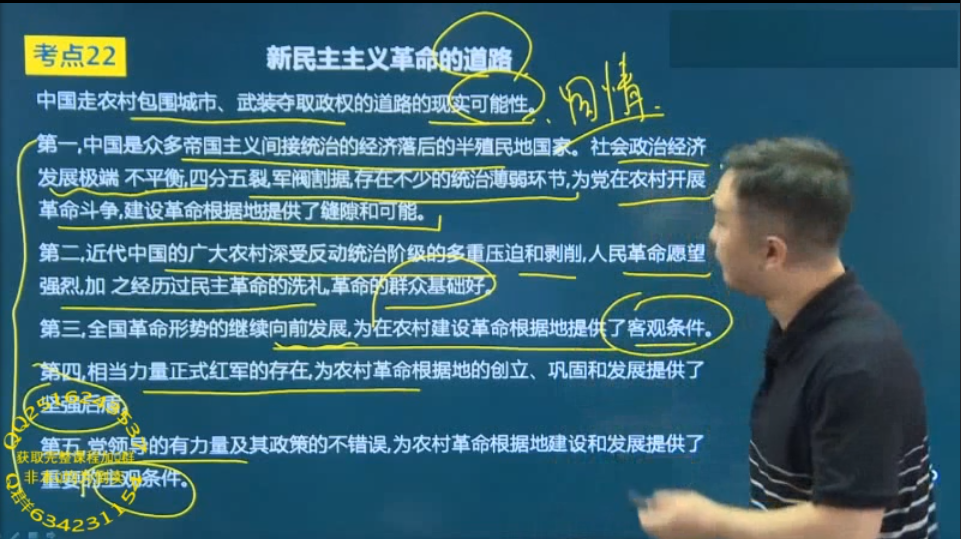 考点22
新民主主义革命的道路
中国走农村包围城市、武装夺取政权的道路的现实可能性。、国情.
第一,中国是众多帝国主义间接统治的经济落后的半殖民地国家。社会政治经济
发展极端 不平衡,四分五裂,军阀割据,存在不少的统治薄弱环节,为党在农村开展
革命斗争,建设革命根据地提供了缝隙和可能。
第二,近代中国的广大农村深受反动统治阶级的多重压迫和剥削,人民革命愿望
强烈,加 之经历过民主革命的洗礼,革命的群众基础好。
第三,全国革命形势的继续向前发展,为在农村建设革命根据地提供了客观条件。
第四,相当力量正式红军的存在,为农村革命根据地的创立、巩固和发展提供了
坚强后盾。
第五,党领导的有力量及其政策的不错误,为农村革命根据地建设和发展提供了
重要的主观条件。
获取完整课程加Q群